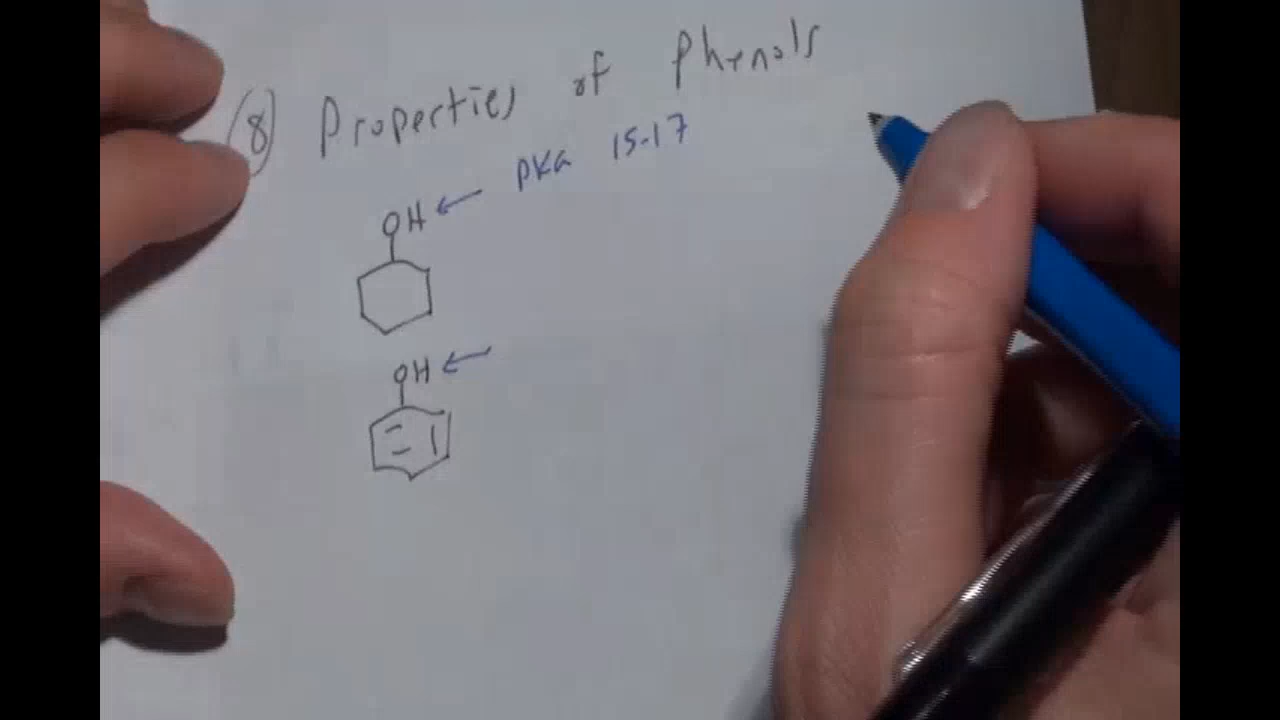 (8) Properties of Phenols
pKa 15-17
OH
OH